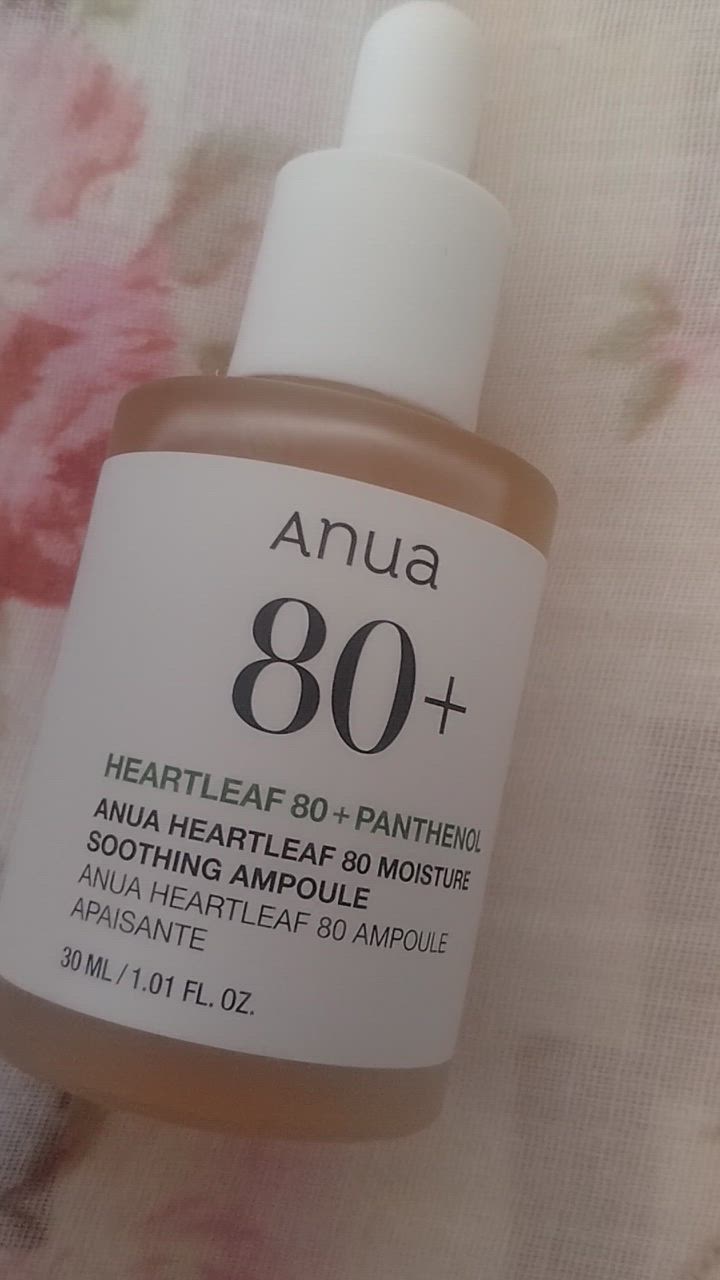 Anua
80+
HEARTLEAF 80 + PANTHENOL
ANUA HEARTLEAF 80 MOISTURE
SOOTHING AMPOULE
ANUA HEARTLEAF 80 AMPOULE
APAISANTE
30 ML / 1.01 FL. OZ.